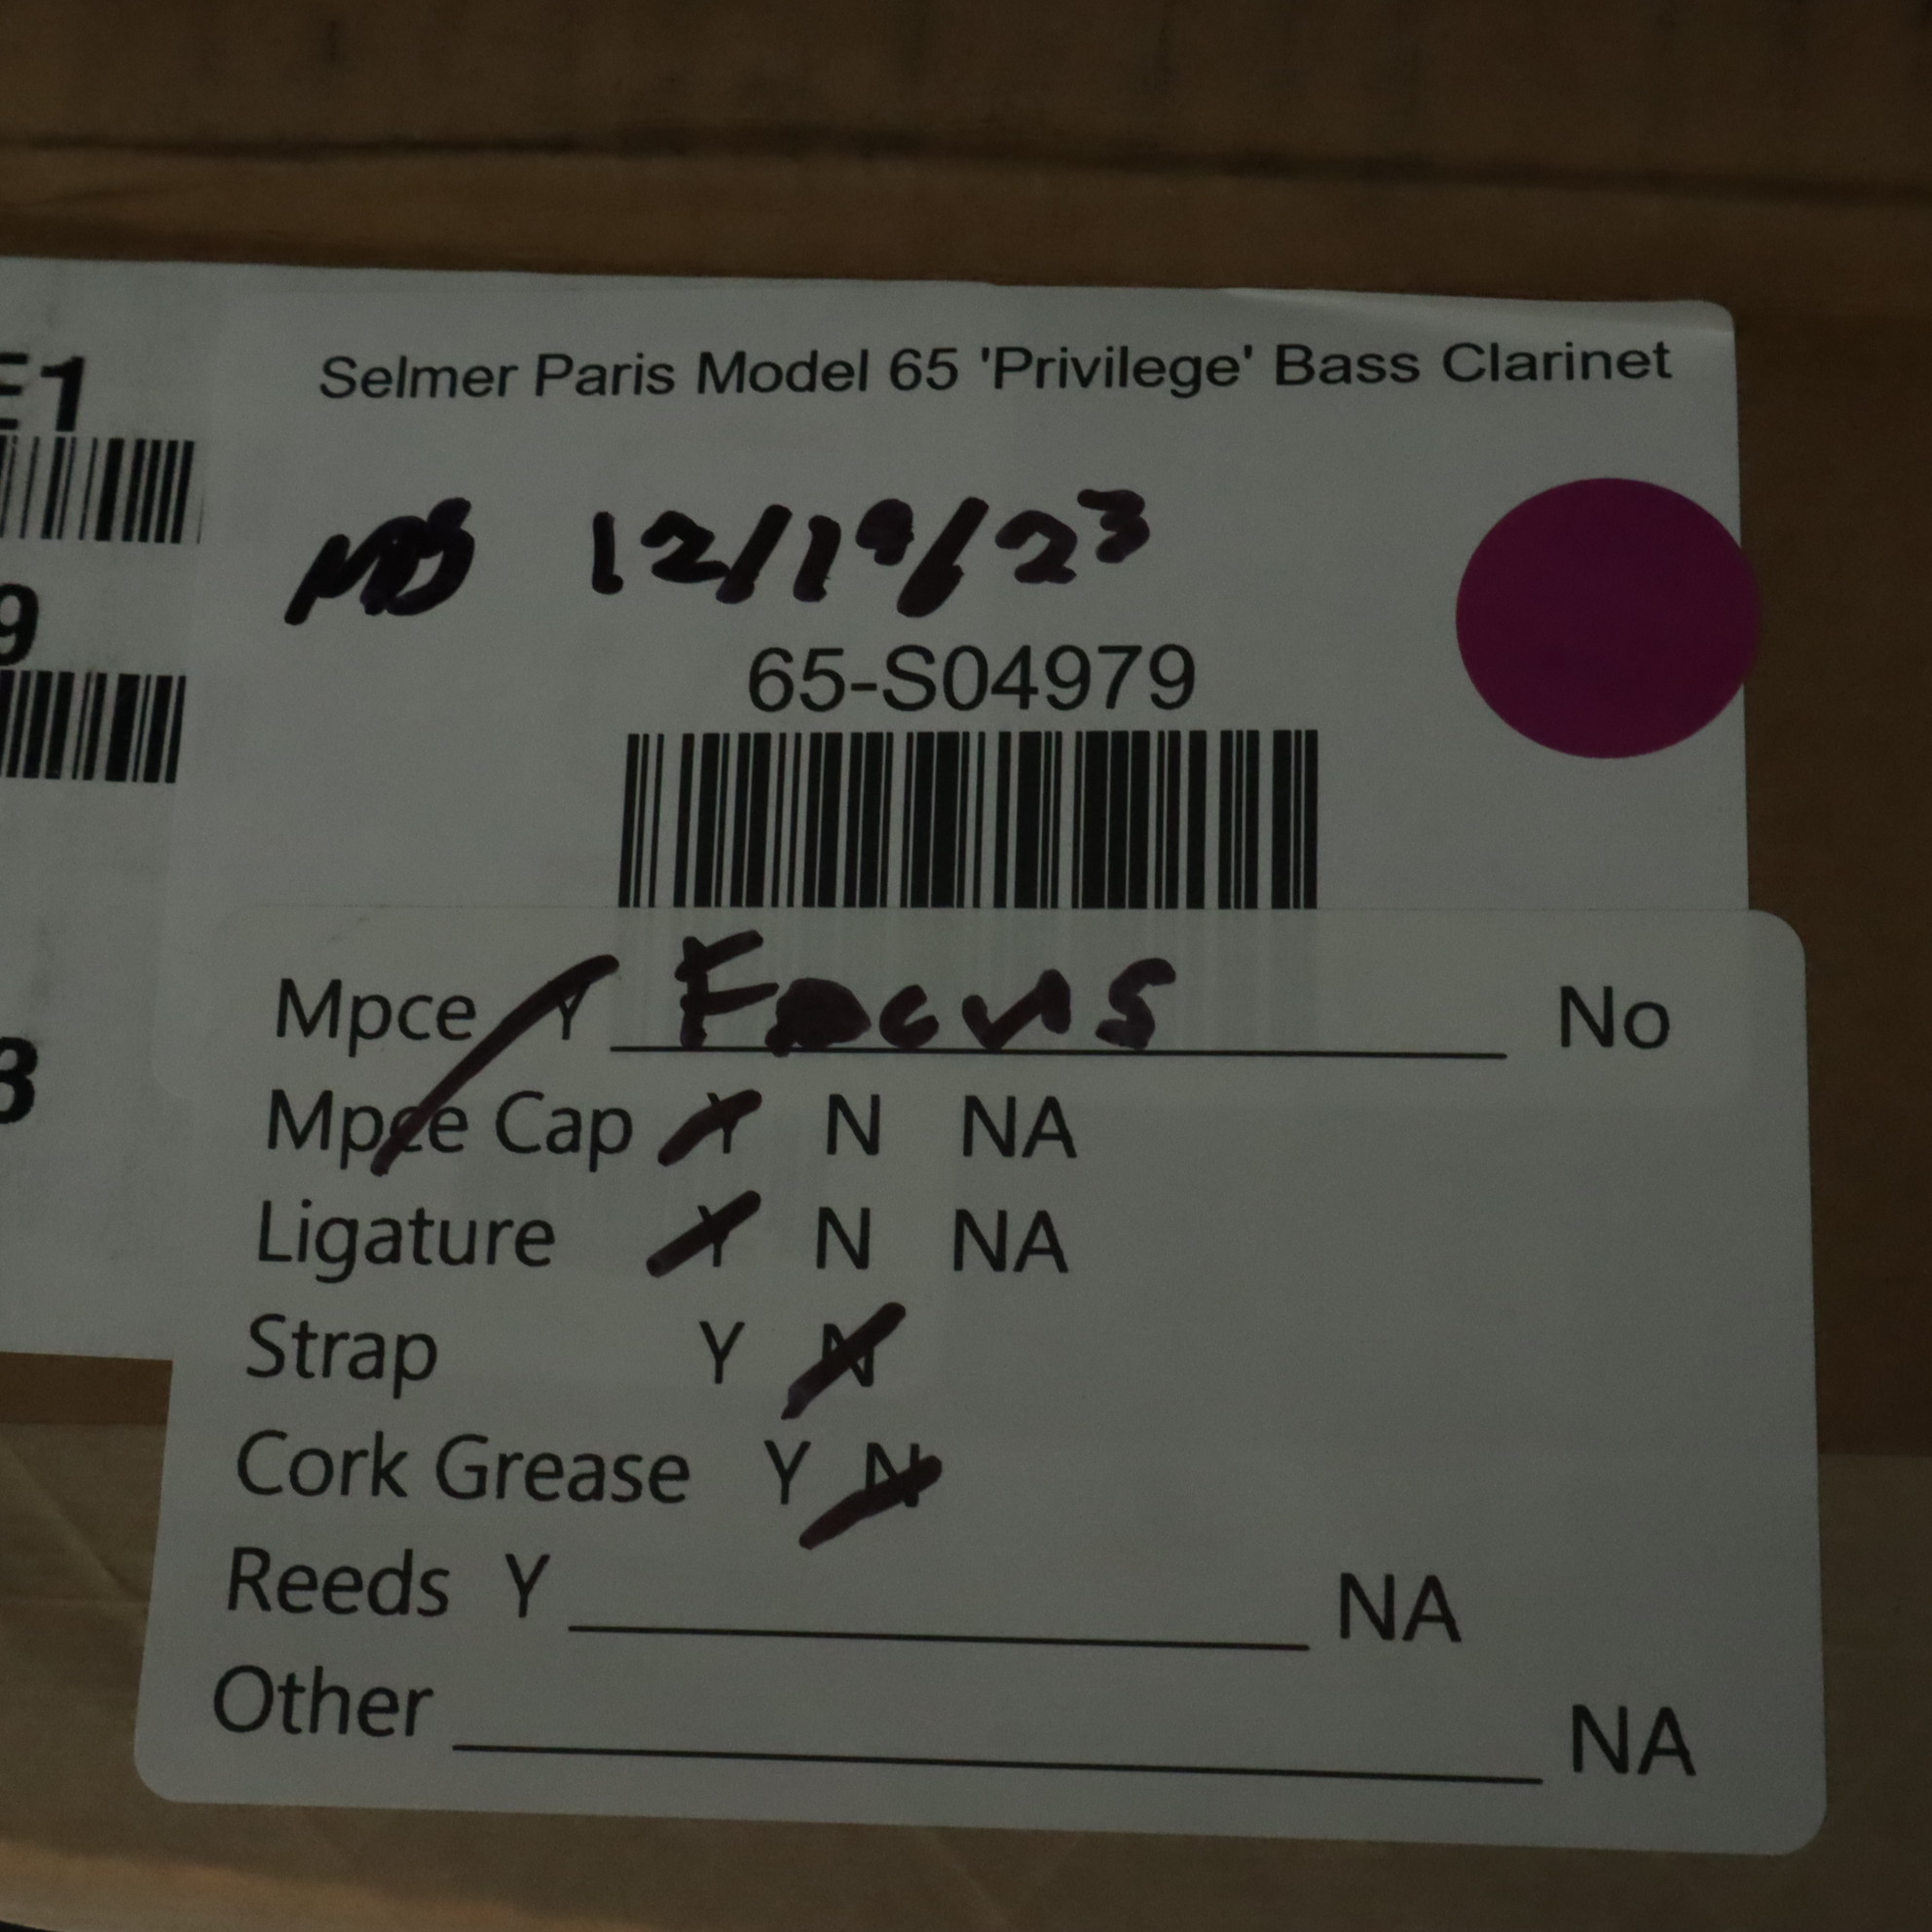 E1
Selmer Paris Model 65 'Privilege' Bass Clarinet
12/19/23
9
65-S04979
Mpce Y Focus No
3
Mpce Cap Y N NA
Ligature Y N NA
Strap Y N
Cork Grease Y N
Reeds Y NA
Other NA